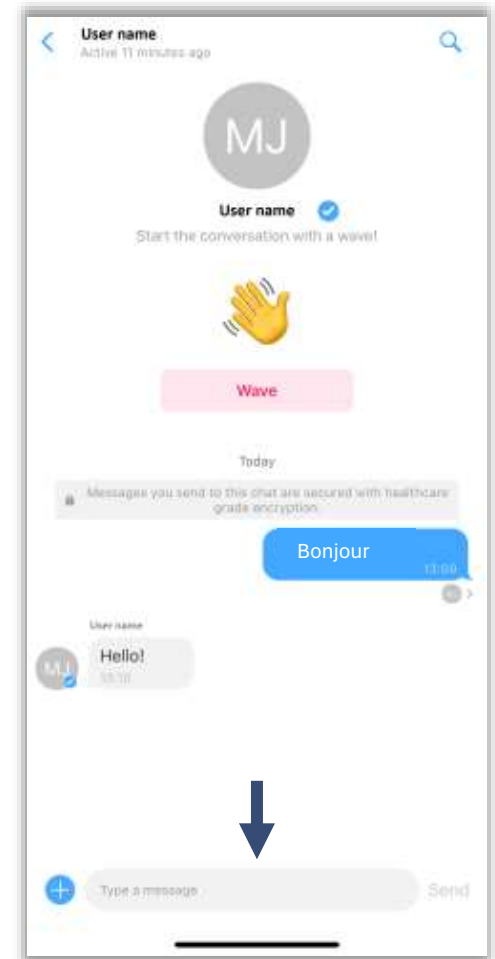 User name
Active 11 minutes ago
MJ
User name
Start the conversation with a wave!
Wave
Today
Messages you send to this chat are secured with healthcare
grade encryption.
Bonjour
13:09
User name
Hello!
MJ
Type a message
Send